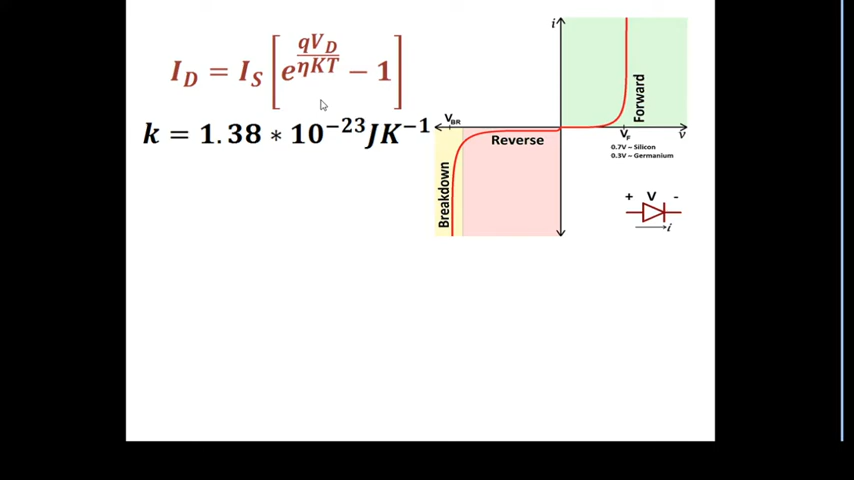 I_D = I_S [e^{\frac{qV_D}{ηKT}} − 1]
k = 1.38 * 10^{−23} JK^{−1}
i
V_BR
Forward
v
V_F
Reverse
0.7V – Silicon
0.3V – Germanium
Breakdown
+ V -
i